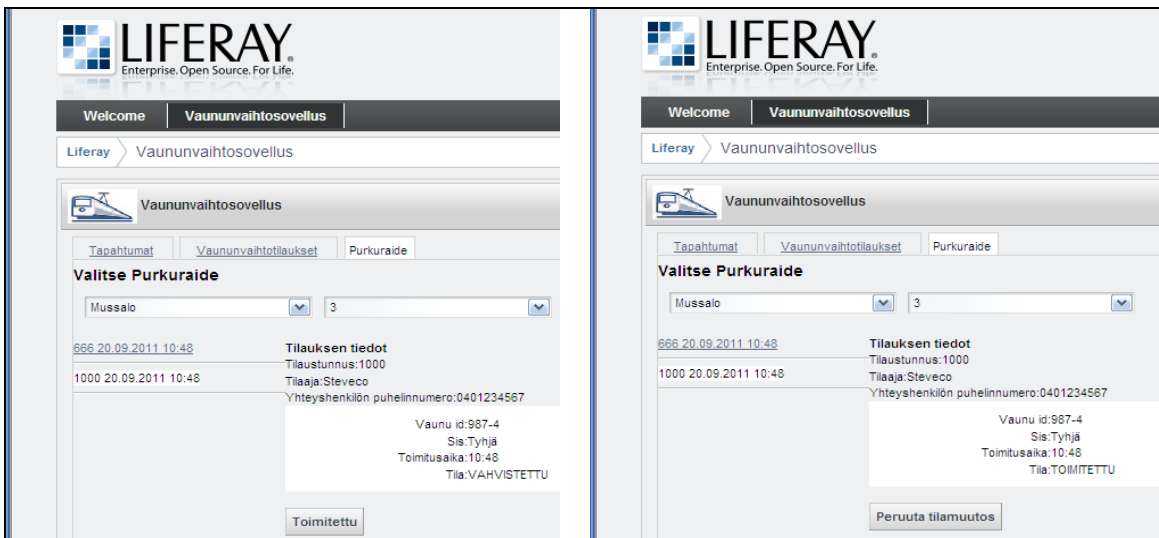 LIFERAY.
Enterprise. Open Source. For Life.
Welcome Vaununvaihtosovellus
Liferay Vaununvaihtosovellus
Vaununvaihtosovellus
Tapahtumat Vaununvaihtotilaukset Purkuraide
Valitse Purkuraide
Mussalo 3
666 20.09.2011 10:48
1000 20.09.2011 10:48
Tilauksen tiedot
Tilaustunnus:1000
Tilaaja:Steveco
Yhteyshenkilön puhelinnumero:0401234567
Vaunu id:987-4
Sis:Tyhjä
Toimitusaika:10:48
Tila:VAHVISTETTU
Toimitettu
LIFERAY.
Enterprise. Open Source. For Life.
Welcome Vaununvaihtosovellus
Liferay Vaununvaihtosovellus
Vaununvaihtosovellus
Tapahtumat Vaununvaihtotilaukset Purkuraide
Valitse Purkuraide
Mussalo 3
666 20.09.2011 10:48
1000 20.09.2011 10:48
Tilauksen tiedot
Tilaustunnus:1000
Tilaaja:Steveco
Yhteyshenkilön puhelinnumero:0401234567
Vaunu id:987-4
Sis:Tyhjä
Toimitusaika:10:48
Tila:TOIMITETTU
Peruuta tilamuutos